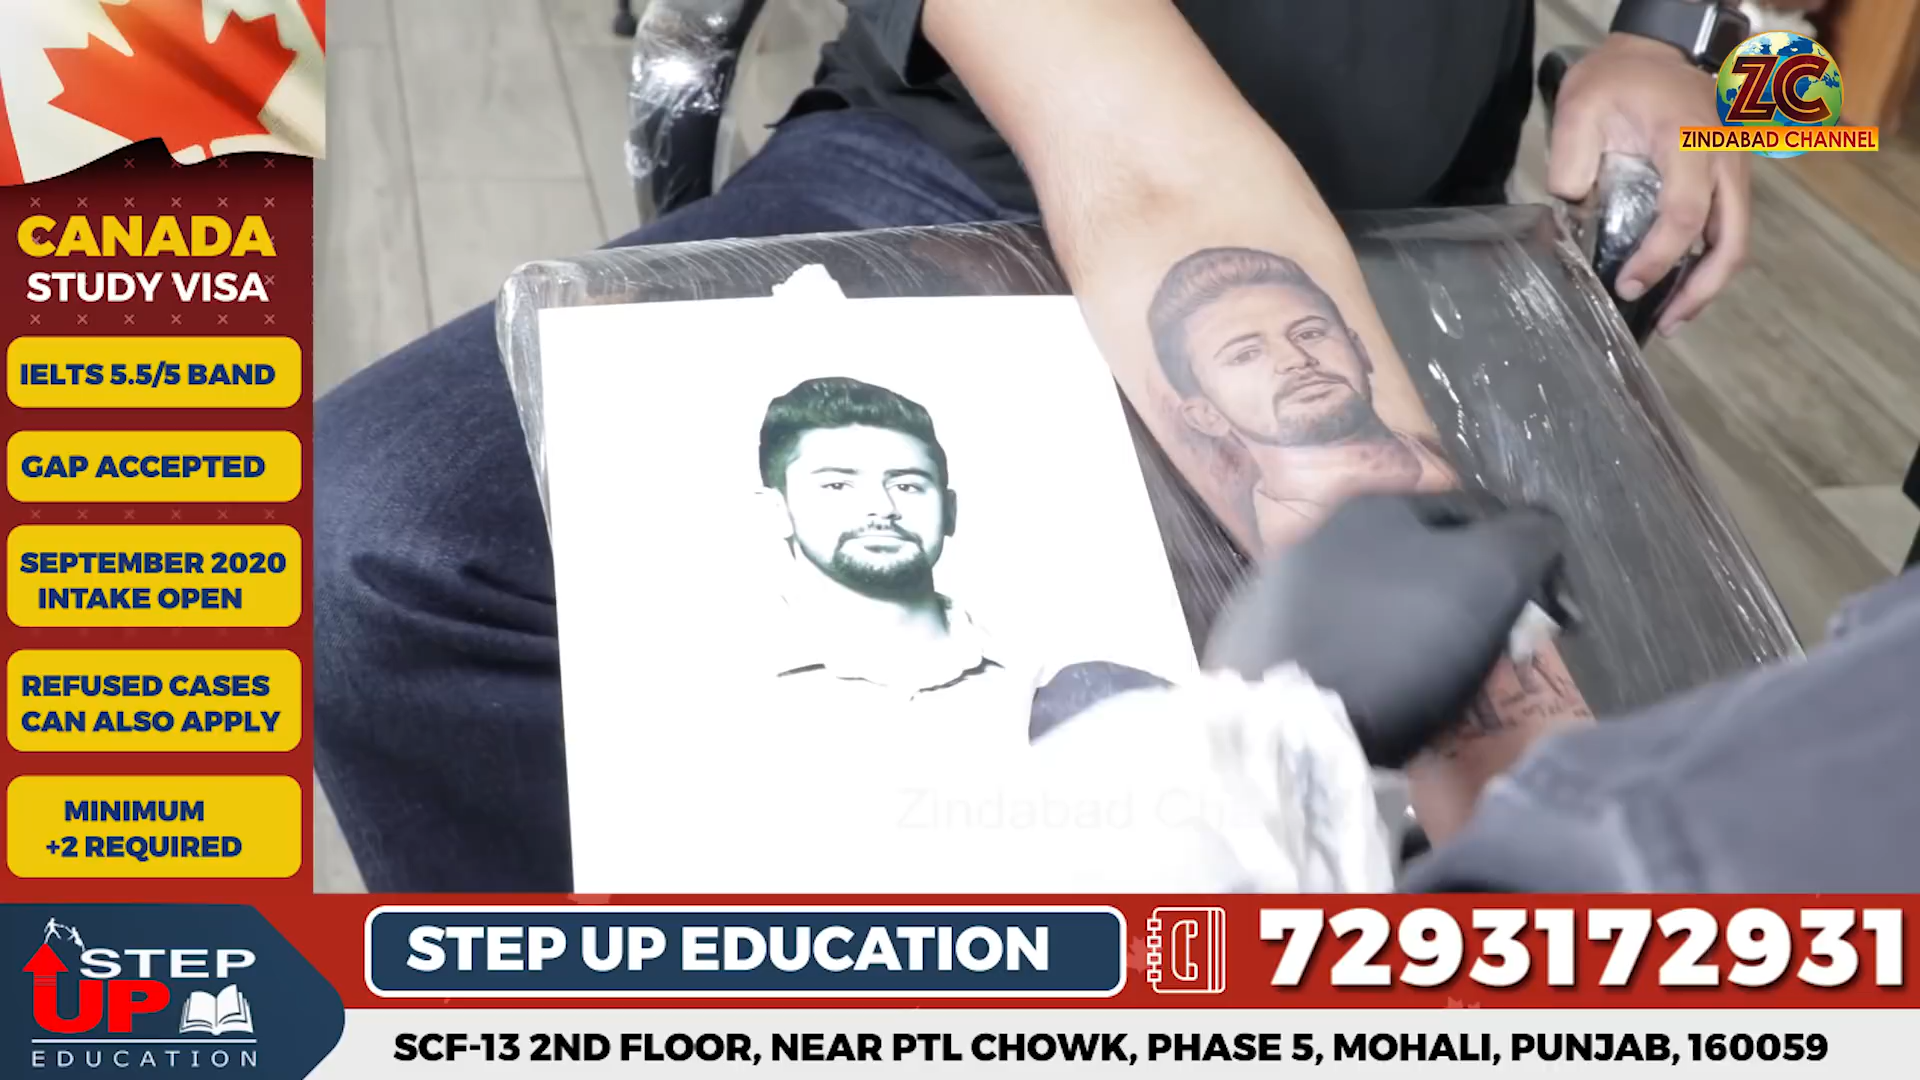 ZC
ZINDABAD CHANNEL
CANADA
STUDY VISA
IELTS 5.5/5 BAND
GAP ACCEPTED
SEPTEMBER 2020
INTAKE OPEN
REFUSED CASES
CAN ALSO APPLY
MINIMUM
+2 REQUIRED
Zindabad
STEP
UP
EDUCATION
STEP UP EDUCATION
7293172931
SCF-13 2ND FLOOR, NEAR PTL CHOWK, PHASE 5, MOHALI, PUNJAB, 160059